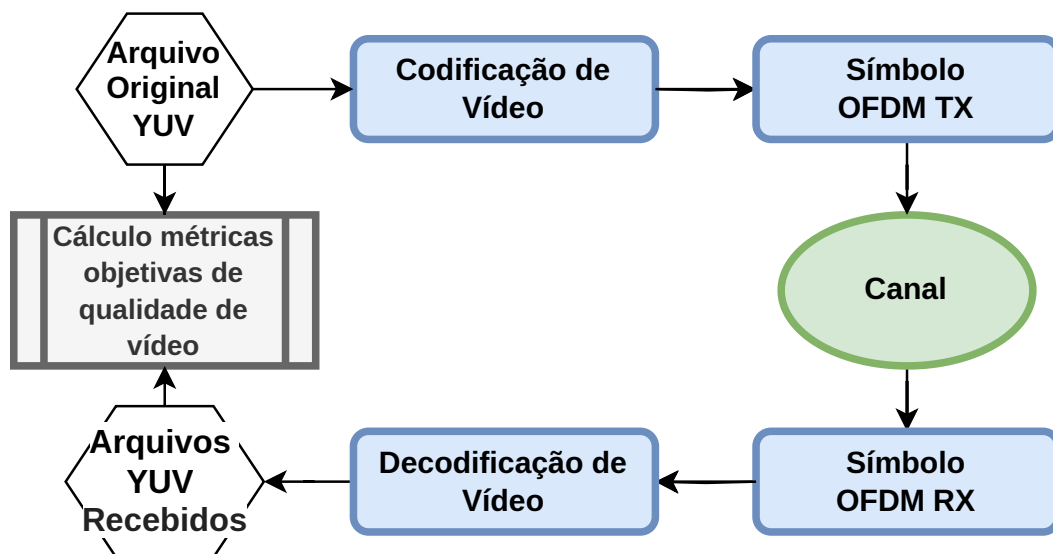 Arquivo
Original
YUV
Codificação de
Vídeo
Símbolo
OFDM TX
Cálculo métricas
objetivas de
qualidade de
vídeo
Canal
Arquivos
YUV
Recebidos
Decodificação de
Vídeo
Símbolo
OFDM RX